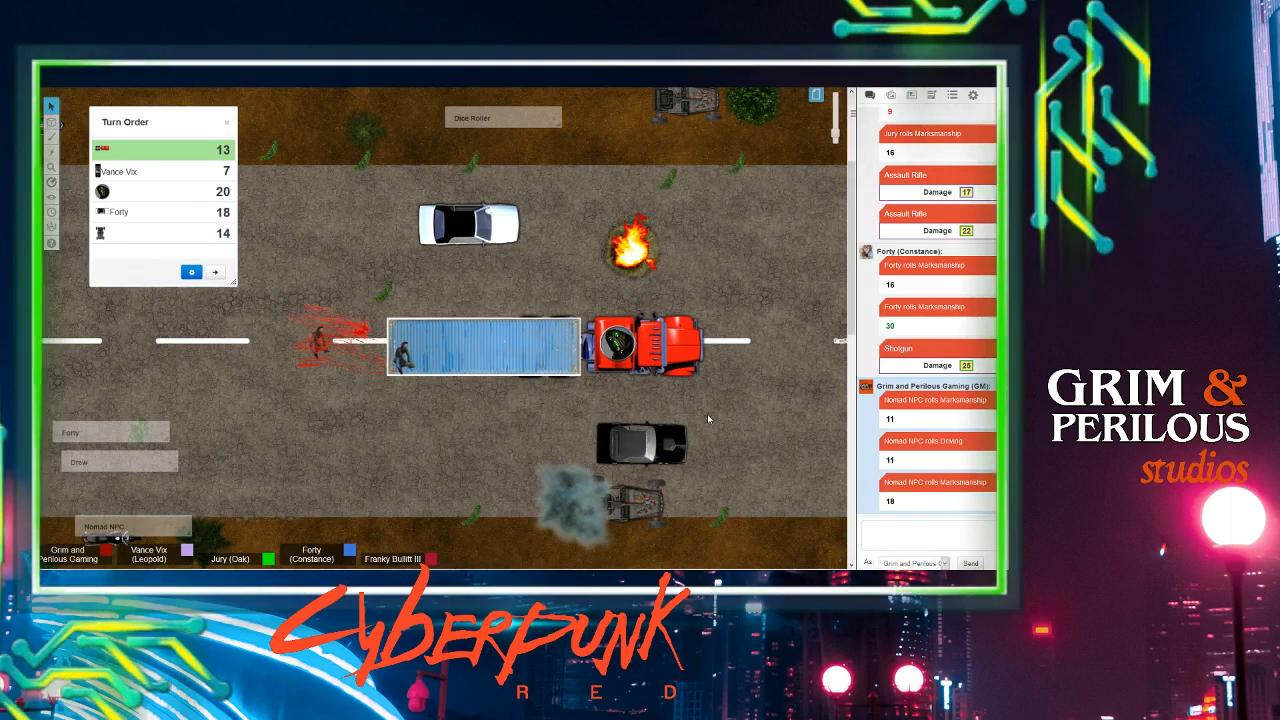 Turn Order
13
Vance Vix 7
20
Forty 18
14
Dice Roller
Forty
Drew
Nomad NPC
Grim and
Perilous Gaming
Vance Vix
(Leopold)
Jury (Oak)
Forty
(Constance)
Franky Bullitt III
9
Jury rolls Marksmanship
16
Assault Rifle
Damage 17
Assault Rifle
Damage 22
Forty (Constance):
Forty rolls Marksmanship
16
Forty rolls Marksmanship
30
Shotgun
Damage 25
Grim and Perilous Gaming (GM):
Nomad NPC rolls Marksmanship
11
Nomad NPC rolls Driving
11
Nomad NPC rolls Marksmanship
18
As: Grim and Perilous G
Send
GRIM &
PERILOUS
studios
Cyberpunk
RED